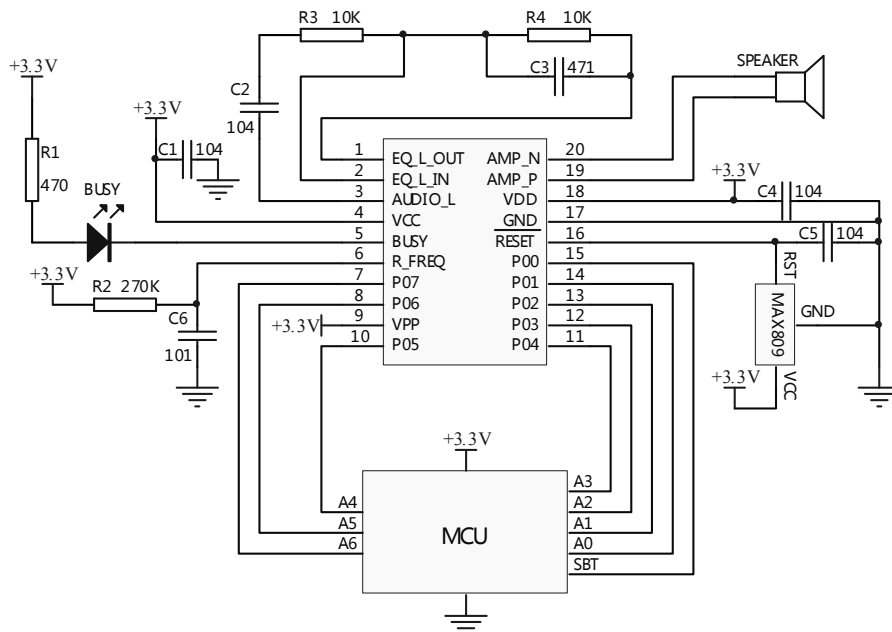 R3 10K
R4 10K
+3.3V
C2
104
C3 471
SPEAKER
+3.3V
C1 104
R1
470
BUSY
1 EQ_L_OUT AMP_N 20
2 EQ_L_IN AMP_P 19
3 AUDIO_L VDD 18
4 VCC GND 17
5 BUSY RESET 16
6 R_FREQ P00 15
7 P07 P01 14
8 P06 P02 13
9 VPP P03 12
10 P05 P04 11
+3.3V
C4 104
C5 104
+3.3V
R2 270K
C6
101
+3.3V
RST
MAX809
GND
VCC
+3.3V
+3.3V
MCU
A4
A5
A6
A3
A2
A1
A0
SBT